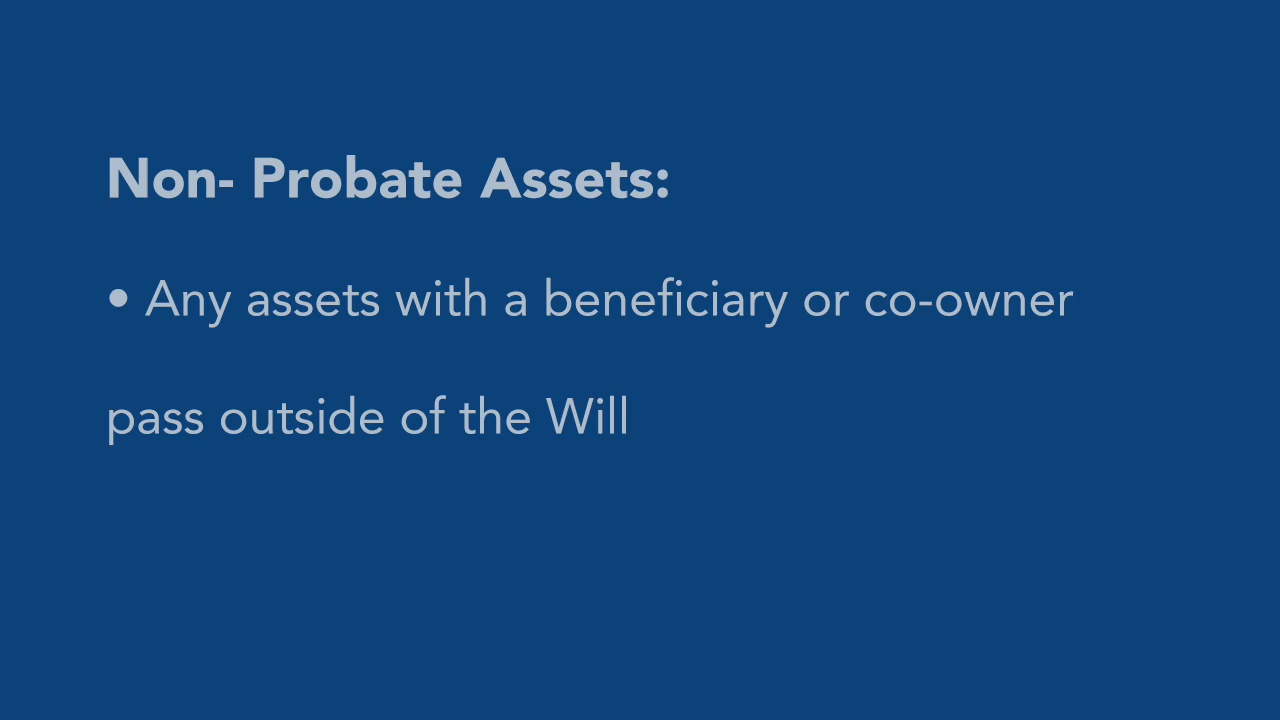 Non- Probate Assets:
• Any assets with a beneficiary or co-owner
pass outside of the Will